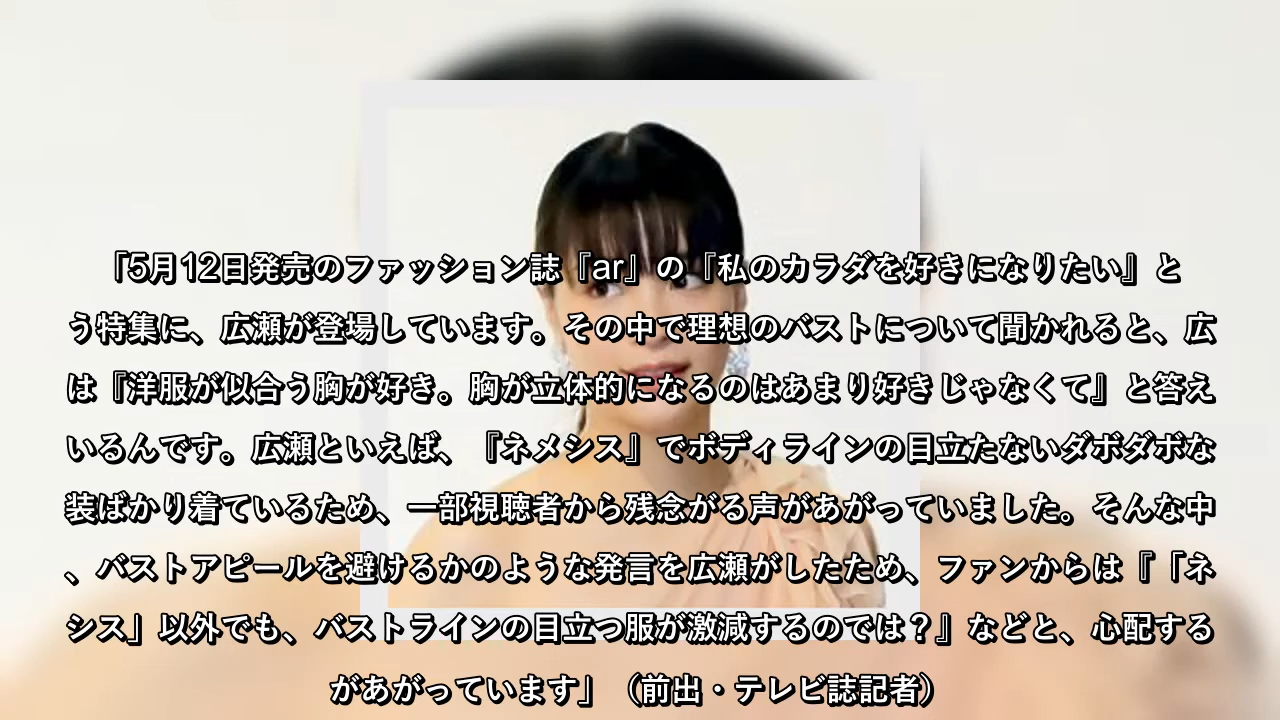 「5月12日発売のファッション誌『ar』の『私のカラダを好きになりたい』と
う特集に、広瀬が登場しています。その中で理想のバストについて聞かれると、広
は『洋服が似合う胸が好き。胸が立体的になるのはあまり好きじゃなくて』と答え
いるんです。広瀬といえば、『ネメシス』でボディラインの目立たないダボダボな
装ばかり着ているため、一部視聴者から残念がる声があがっていました。そんな中
、バストアピールを避けるかのような発言を広瀬がしたため、ファンからは『「ネ
シス」以外でも、バストラインの目立つ服が激減するのでは？』などと、心配する
があがっています」（前出・テレビ誌記者）